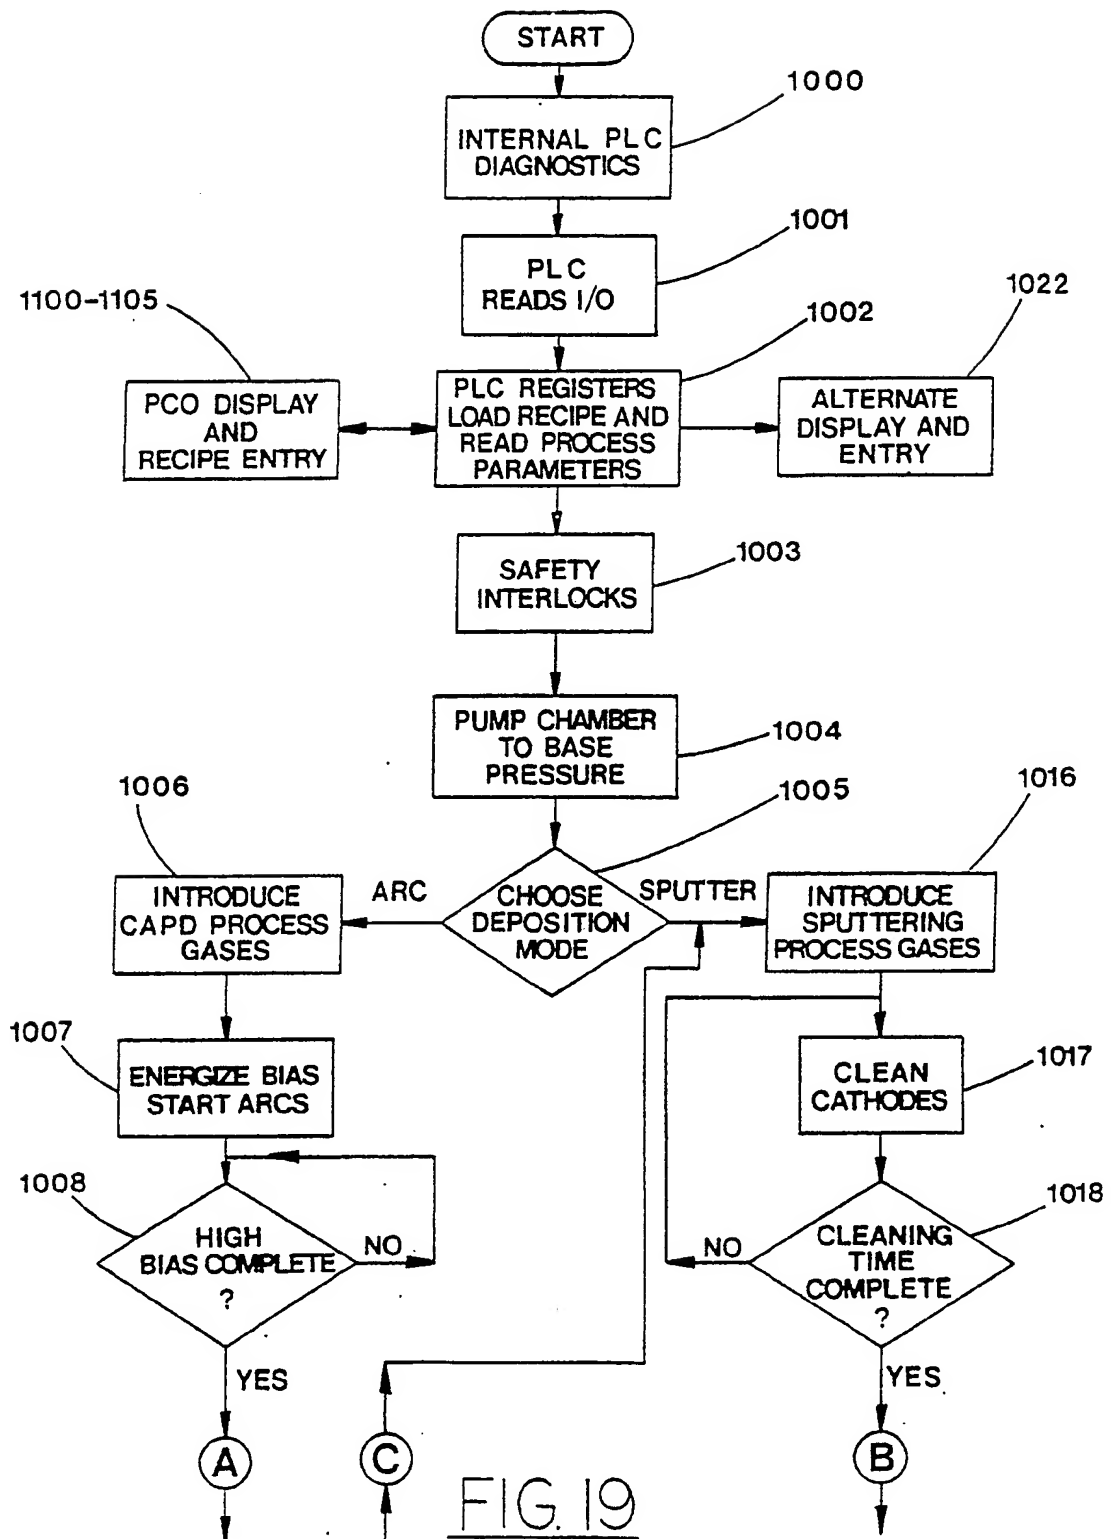 START
1000
INTERNAL PLC
DIAGNOSTICS
1001
PLC
READS I/O
1100-1105
1002
1022
PCO DISPLAY
AND
RECIPE ENTRY
PLC REGISTERS
LOAD RECIPE AND
READ PROCESS
PARAMETERS
ALTERNATE
DISPLAY AND
ENTRY
1003
SAFETY
INTERLOCKS
1004
PUMP CHAMBER
TO BASE
PRESSURE
1006
1005
1016
INTRODUCE
CAPD PROCESS
GASES
ARC
CHOOSE
DEPOSITION
MODE
SPUTTER
INTRODUCE
SPUTTERING
PROCESS GASES
1007
ENERGIZE BIAS
START ARCS
1017
CLEAN
CATHODES
1008
HIGH
BIAS COMPLETE
?
NO
1018
NO
CLEANING
TIME
COMPLETE
?
YES
YES
A
C
B
FIG. 19